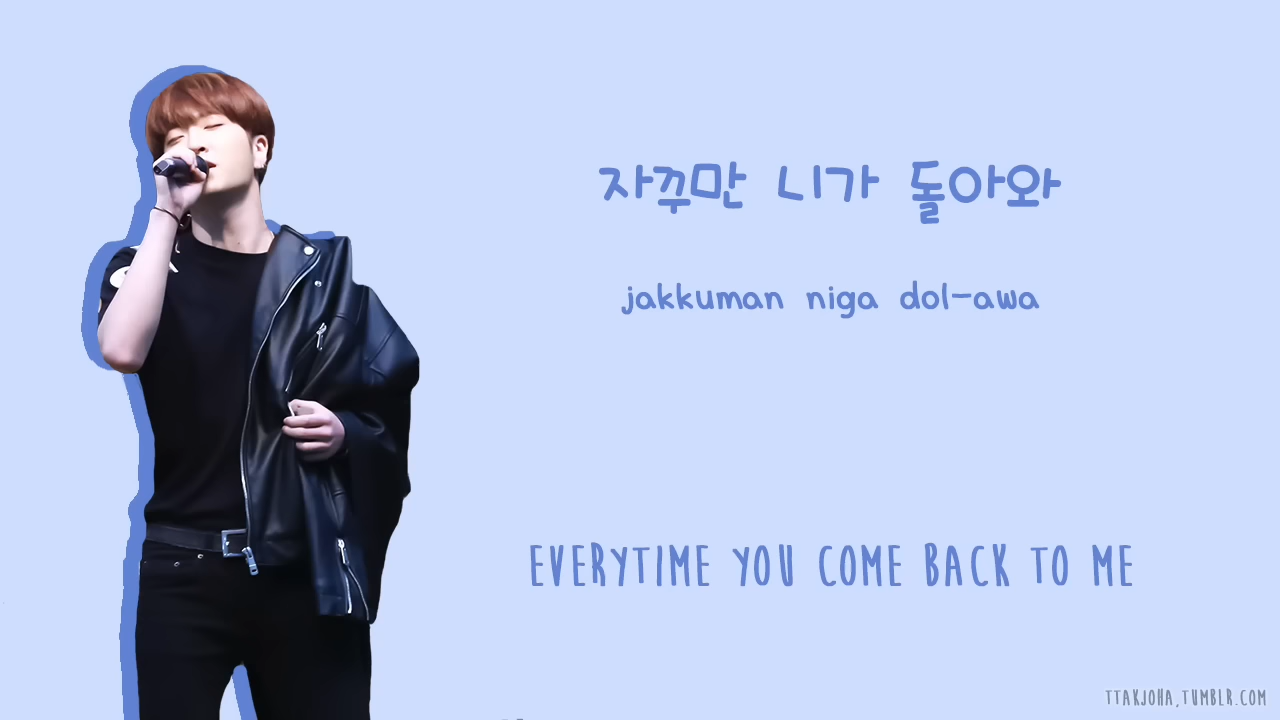 자꾸만 니가 돌아와
jakkuman niga dol-awa
EVERYTIME YOU COME BACK TO ME
TTAKJOHA.TUMBLR.COM